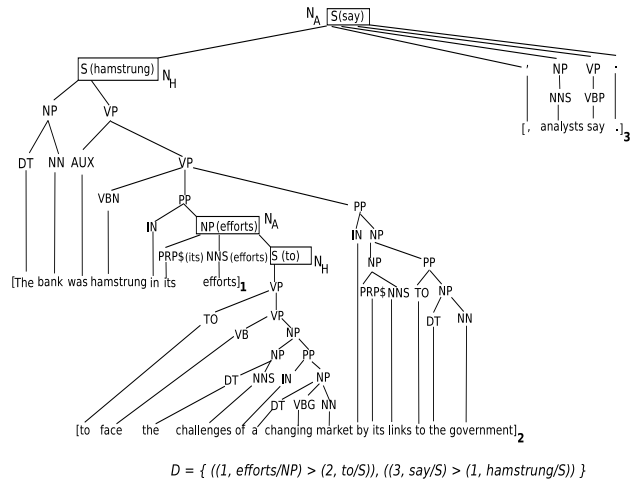 N_A S(say)
S(hamstrung) N_H , NP VP .
NP VP NNS VBP
[, analysts say .]3
DT NN AUX VP
VBN PP PP
IN NP(efforts) N_A IN NP
PRP$(its) NNS(efforts) S(to) N_H NP PP
[The bank was hamstrung in its efforts]1
VP PRP$ NNS TO NP
TO VP DT NN
VB NP
NP PP
DT NNS IN NP
DT VBG NN
[to face the challenges of a changing market by its links to the government]2
D = { ((1, efforts/NP) > (2, to/S)), ((3, say/S) > (1, hamstrung/S)) }